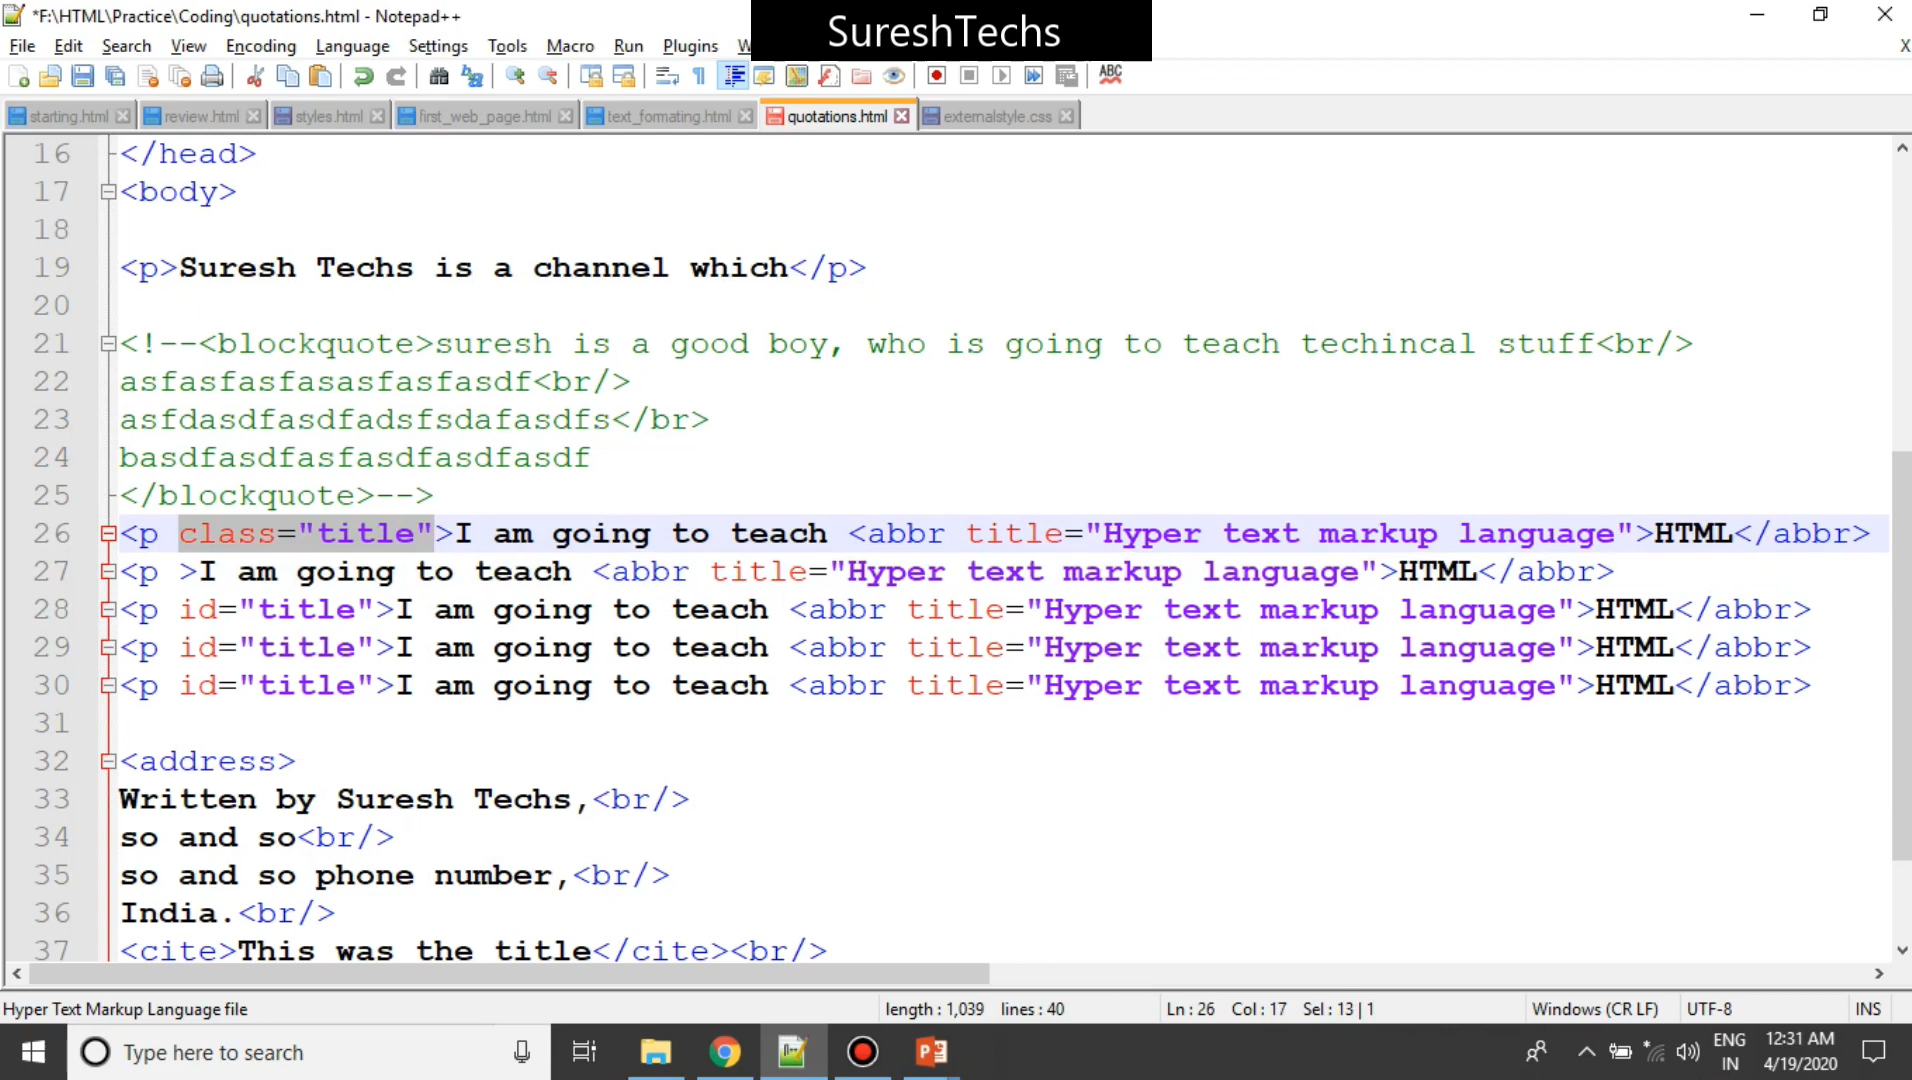 *F:\HTML\Practice\Coding\quotations.html - Notepad++
SureshTechs
File Edit Search View Encoding Language Settings Tools Macro Run Plugins W X
ABC
starting.html review.html styles.html first_web_page.html text_formating.html quotations.html externalstyle.css
16 </head>
17 <body>
18
19 <p>Suresh Techs is a channel which</p>
20
21 <!--<blockquote>suresh is a good boy, who is going to teach techincal stuff<br/>
22 asfasfasfasasfasfasdf<br/>
23 asfdasdfasdfadsfsdafasdfs</br>
24 basdfasdfasfasdfasdfasdf
25 </blockquote>-->
26 <p class="title">I am going to teach <abbr title="Hyper text markup language">HTML</abbr>
27 <p >I am going to teach <abbr title="Hyper text markup language">HTML</abbr>
28 <p id="title">I am going to teach <abbr title="Hyper text markup language">HTML</abbr>
29 <p id="title">I am going to teach <abbr title="Hyper text markup language">HTML</abbr>
30 <p id="title">I am going to teach <abbr title="Hyper text markup language">HTML</abbr>
31
32 <address>
33 Written by Suresh Techs,<br/>
34 so and so<br/>
35 so and so phone number,<br/>
36 India.<br/>
37 <cite>This was the title</cite><br/>
Hyper Text Markup Language file length : 1,039 lines : 40 Ln : 26 Col : 17 Sel : 13 | 1 Windows (CR LF) UTF-8 INS
Type here to search
ENG
IN
12:31 AM
4/19/2020